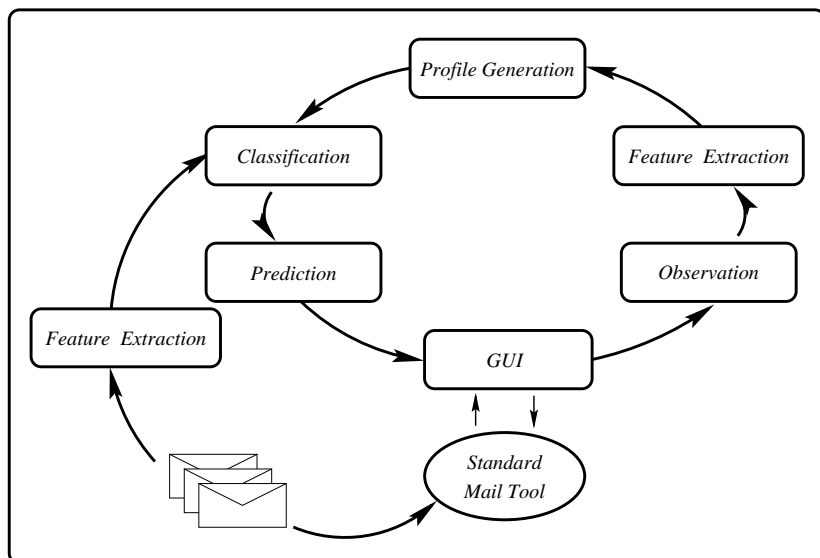 Profile Generation
Classification
Feature Extraction
Prediction
Observation
Feature Extraction
GUI
Standard
Mail Tool